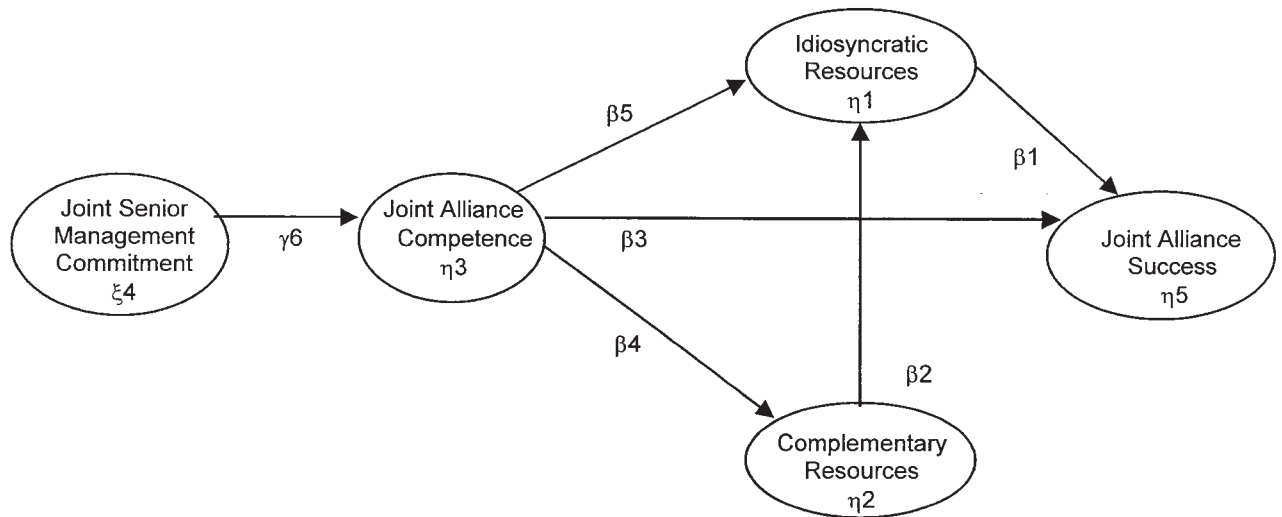 Idiosyncratic
Resources
η1
β5
β1
Joint Senior
Management
Commitment
ξ4
γ6
Joint Alliance
Competence
η3
β3
Joint Alliance
Success
η5
β4
β2
Complementary
Resources
η2